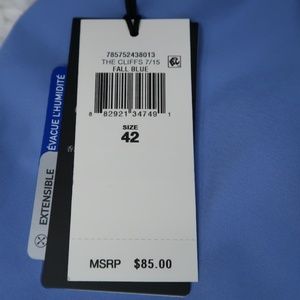 785752438013
THE CLIFFS 7/15
FALL BLUE
8 82921 34749 1
SIZE
42
MSRP $85.00
ÉVACUE L'HUMIDITÉ
EXTENSIBLE